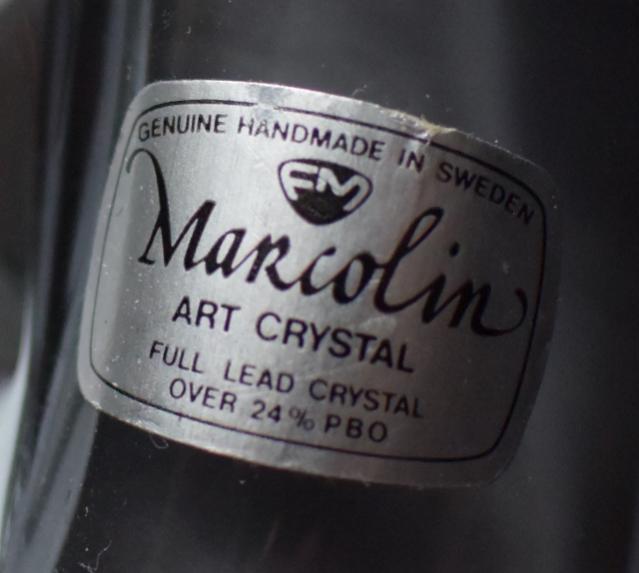 GENUINE HANDMADE IN SWEDEN
FM
Marcolin
ART CRYSTAL
FULL LEAD CRYSTAL
OVER 24% PBO